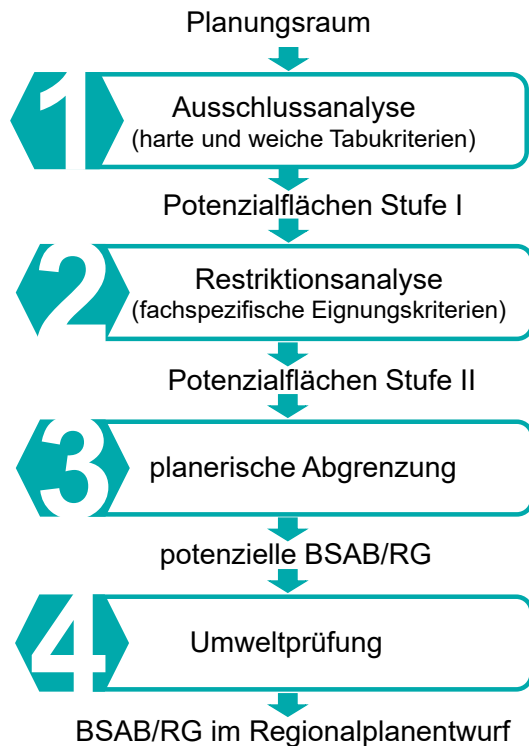 Planungsraum
1
Ausschlussanalyse
(harte und weiche Tabukriterien)
Potenzialflächen Stufe I
2
Restriktionsanalyse
(fachspezifische Eignungskriterien)
Potenzialflächen Stufe II
3
planerische Abgrenzung
potenzielle BSAB/RG
4
Umweltprüfung
BSAB/RG im Regionalplanentwurf